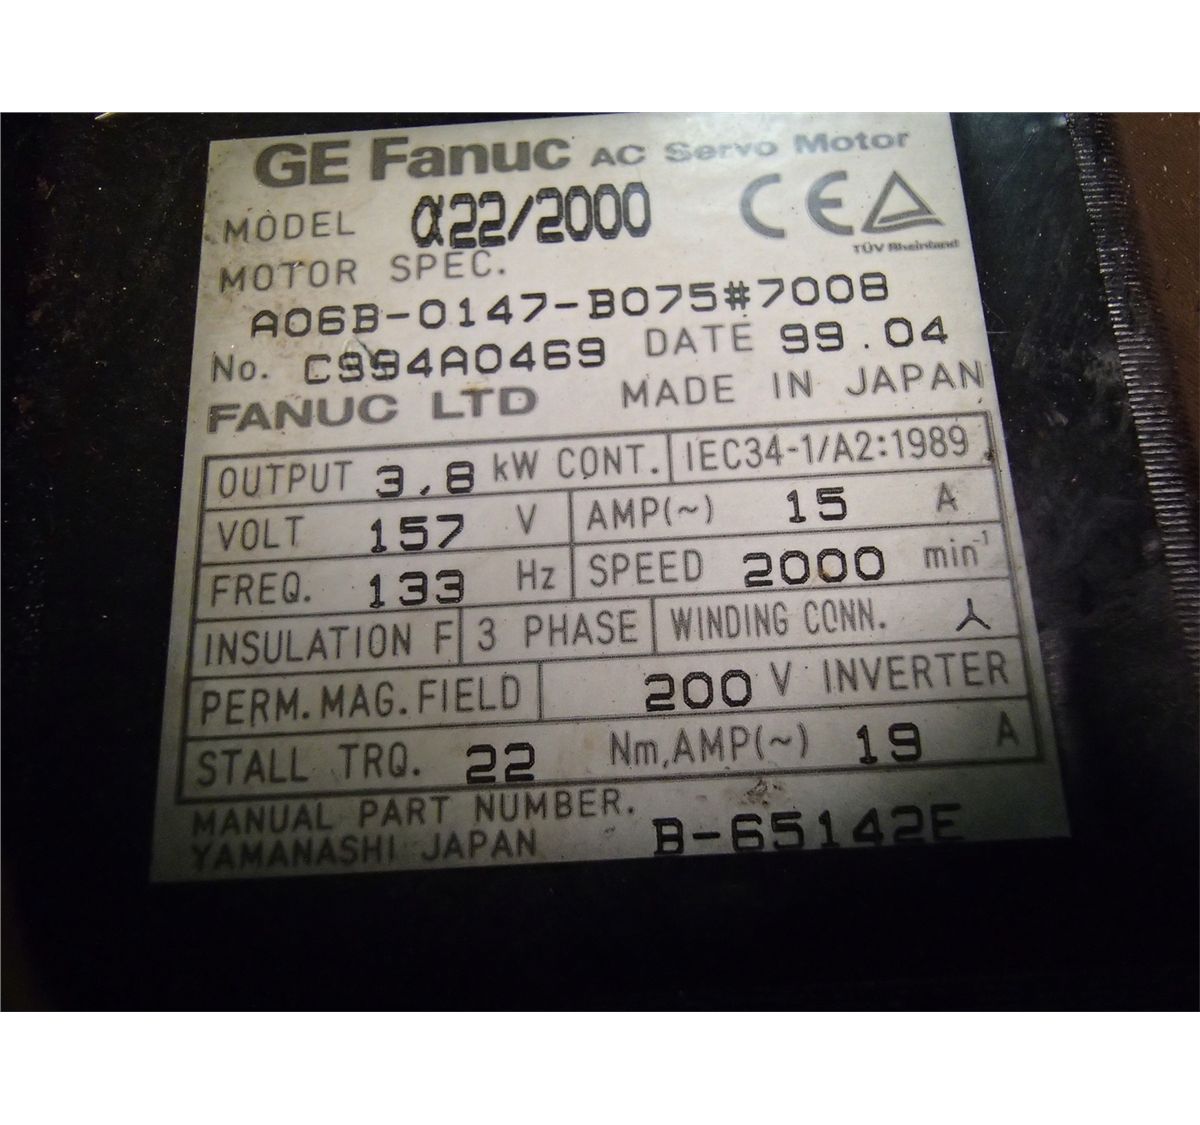 GE Fanuc AC Servo Motor
MODEL α22/2000 CE TÜV Rheinland
MOTOR SPEC.
A06B-0147-B075#7008
No. C994A0469 DATE 99.04
FANUC LTD MADE IN JAPAN
OUTPUT 3.8 kW CONT. IEC34-1/A2:1989
VOLT 157 V AMP(~) 15 A
FREQ. 133 Hz SPEED 2000 min⁻¹
INSULATION F 3 PHASE WINDING CONN.
PERM.MAG.FIELD 200 V INVERTER
STALL TRQ. 22 Nm,AMP(~) 19 A
MANUAL PART NUMBER. B-65142E
YAMANASHI JAPAN